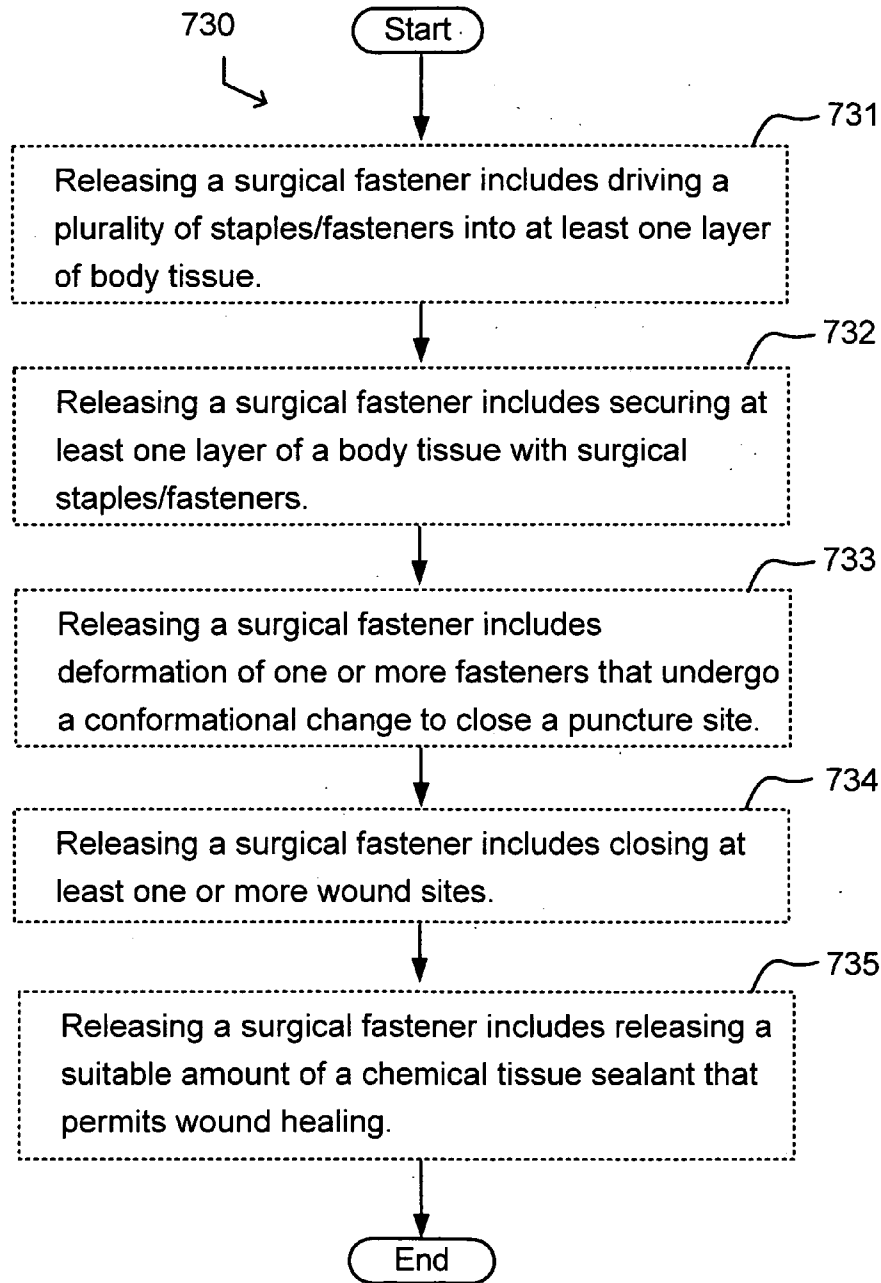 730
Start
731
Releasing a surgical fastener includes driving a
plurality of staples/fasteners into at least one layer
of body tissue.
732
Releasing a surgical fastener includes securing at
least one layer of a body tissue with surgical
staples/fasteners.
733
Releasing a surgical fastener includes
deformation of one or more fasteners that undergo
a conformational change to close a puncture site.
734
Releasing a surgical fastener includes closing at
least one or more wound sites.
735
Releasing a surgical fastener includes releasing a
suitable amount of a chemical tissue sealant that
permits wound healing.
End